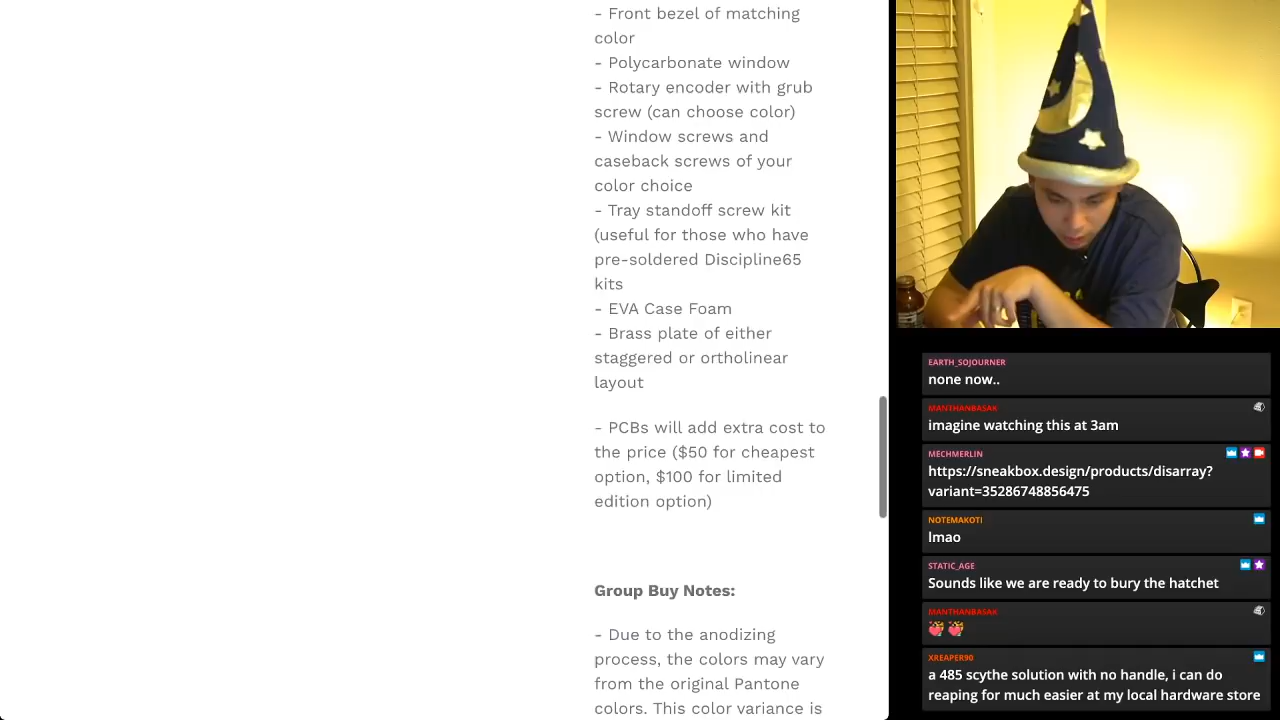 - Front bezel of matching
color
- Polycarbonate window
- Rotary encoder with grub
screw (can choose color)
- Window screws and
caseback screws of your
color choice
- Tray standoff screw kit
(useful for those who have
pre-soldered Discipline65
kits
- EVA Case Foam
- Brass plate of either
staggered or ortholinear
layout
- PCBs will add extra cost to
the price ($50 for cheapest
option, $100 for limited
edition option)
Group Buy Notes:
- Due to the anodizing
process, the colors may vary
from the original Pantone
colors. This color variance is
EARTH_SOJOURNER
none now..
MANTHANBASAK
imagine watching this at 3am
MECHMERLIN
https://sneakbox.design/products/disarray?
variant=35286748856475
NOTEMAKOTI
lmao
STATIC_AGE
Sounds like we are ready to bury the hatchet
MANTHANBASAK
XREAPER90
a 485 scythe solution with no handle, i can do
reaping for much easier at my local hardware store